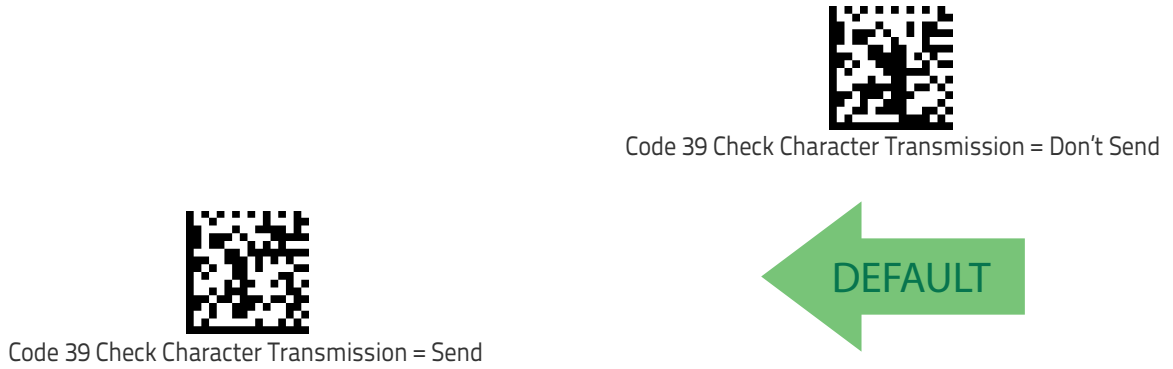 Code 39 Check Character Transmission = Don't Send
DEFAULT
Code 39 Check Character Transmission = Send